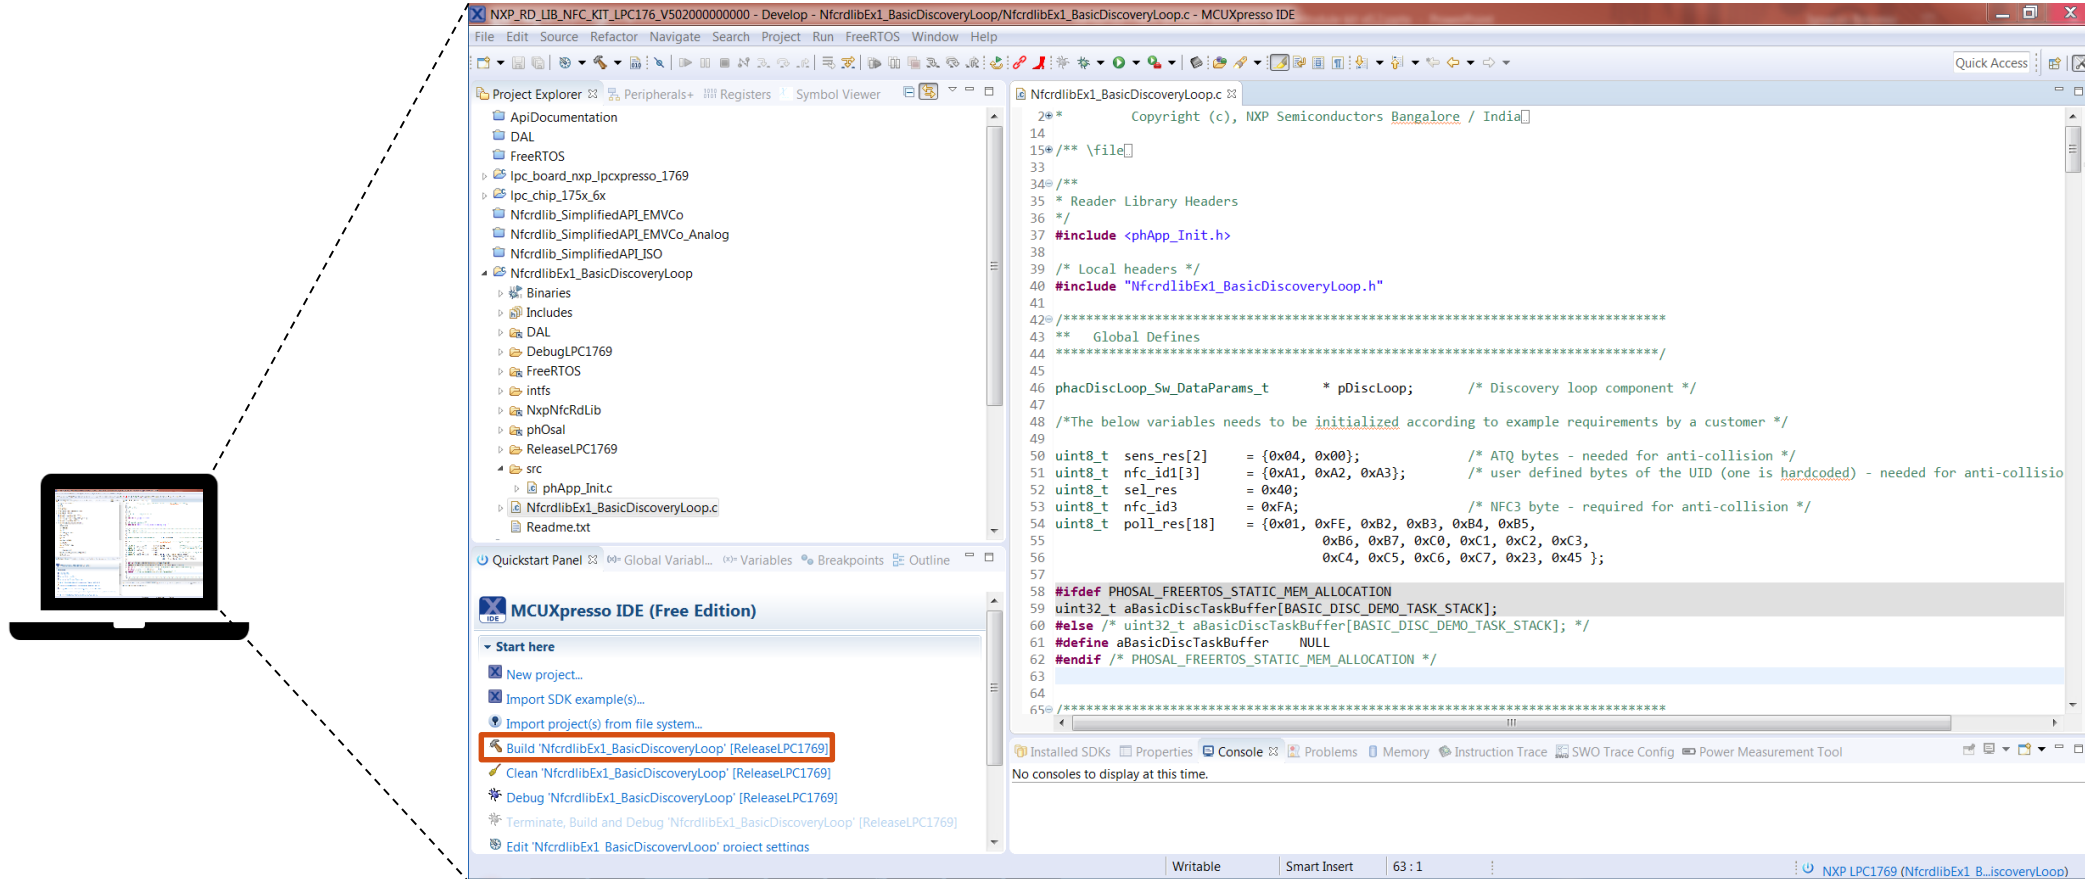 NXP_RD_LIB_NFC_KIT_LPC176_V502000000000 - Develop - NfcrdlibEx1_BasicDiscoveryLoop/NfcrdlibEx1_BasicDiscoveryLoop.c - MCUXpresso IDE
File Edit Source Refactor Navigate Search Project Run FreeRTOS Window Help
Quick Access
Project Explorer Peripherals+ Registers Symbol Viewer
ApiDocumentation
DAL
FreeRTOS
lpc_board_nxp_lpcxpresso_1769
lpc_chip_175x_6x
Nfcrdlib_SimplifiedAPI_EMVCo
Nfcrdlib_SimplifiedAPI_EMVCo_Analog
Nfcrdlib_SimplifiedAPI_ISO
NfcrdlibEx1_BasicDiscoveryLoop
Binaries
Includes
DAL
DebugLPC1769
FreeRTOS
intfs
NxpNfcRdLib
phOsal
ReleaseLPC1769
src
phApp_Init.c
NfcrdlibEx1_BasicDiscoveryLoop.c
Readme.txt
Quickstart Panel Global Variabl... Variables Breakpoints Outline
IDE MCUXpresso IDE (Free Edition)
Start here
New project...
Import SDK example(s)...
Import project(s) from file system...
Build 'NfcrdlibEx1_BasicDiscoveryLoop' [ReleaseLPC1769]
Clean 'NfcrdlibEx1_BasicDiscoveryLoop' [ReleaseLPC1769]
Debug 'NfcrdlibEx1_BasicDiscoveryLoop' [ReleaseLPC1769]
Terminate, Build and Debug 'NfcrdlibEx1_BasicDiscoveryLoop' [ReleaseLPC1769]
Edit 'NfcrdlibEx1_BasicDiscoveryLoop' project settings
NfcrdlibEx1_BasicDiscoveryLoop.c
2 * Copyright (c), NXP Semiconductors Bangalore / India
14
15 /** \file
33
34 /**
35 * Reader Library Headers
36 */
37 #include <phApp_Init.h>
38
39 /* Local headers */
40 #include "NfcrdlibEx1_BasicDiscoveryLoop.h"
41
42 /*******************************************************************************
43 ** Global Defines
44 *******************************************************************************/
45
46 phacDiscLoop_Sw_DataParams_t * pDiscLoop; /* Discovery loop component */
47
48 /*The below variables needs to be initialized according to example requirements by a customer */
49
50 uint8_t sens_res[2] = {0x04, 0x00}; /* ATQ bytes - needed for anti-collision */
51 uint8_t nfc_id1[3] = {0xA1, 0xA2, 0xA3}; /* user defined bytes of the UID (one is hardcoded) - needed for anti-collisio
52 uint8_t sel_res = 0x40;
53 uint8_t nfc_id3 = 0xFA; /* NFC3 byte - required for anti-collision */
54 uint8_t poll_res[18] = {0x01, 0xFE, 0xB2, 0xB3, 0xB4, 0xB5,
55 0xB6, 0xB7, 0xC0, 0xC1, 0xC2, 0xC3,
56 0xC4, 0xC5, 0xC6, 0xC7, 0x23, 0x45 };
57
58 #ifdef PHOSAL_FREERTOS_STATIC_MEM_ALLOCATION
59 uint32_t aBasicDiscTaskBuffer[BASIC_DISC_DEMO_TASK_STACK];
60 #else /* uint32_t aBasicDiscTaskBuffer[BASIC_DISC_DEMO_TASK_STACK]; */
61 #define aBasicDiscTaskBuffer NULL
62 #endif /* PHOSAL_FREERTOS_STATIC_MEM_ALLOCATION */
63
64
65 /*******************************************************************************
Installed SDKs Properties Console Problems Memory Instruction Trace SWO Trace Config Power Measurement Tool
No consoles to display at this time.
Writable Smart Insert 63 : 1 NXP LPC1769 (NfcrdlibEx1_B...iscoveryLoop)